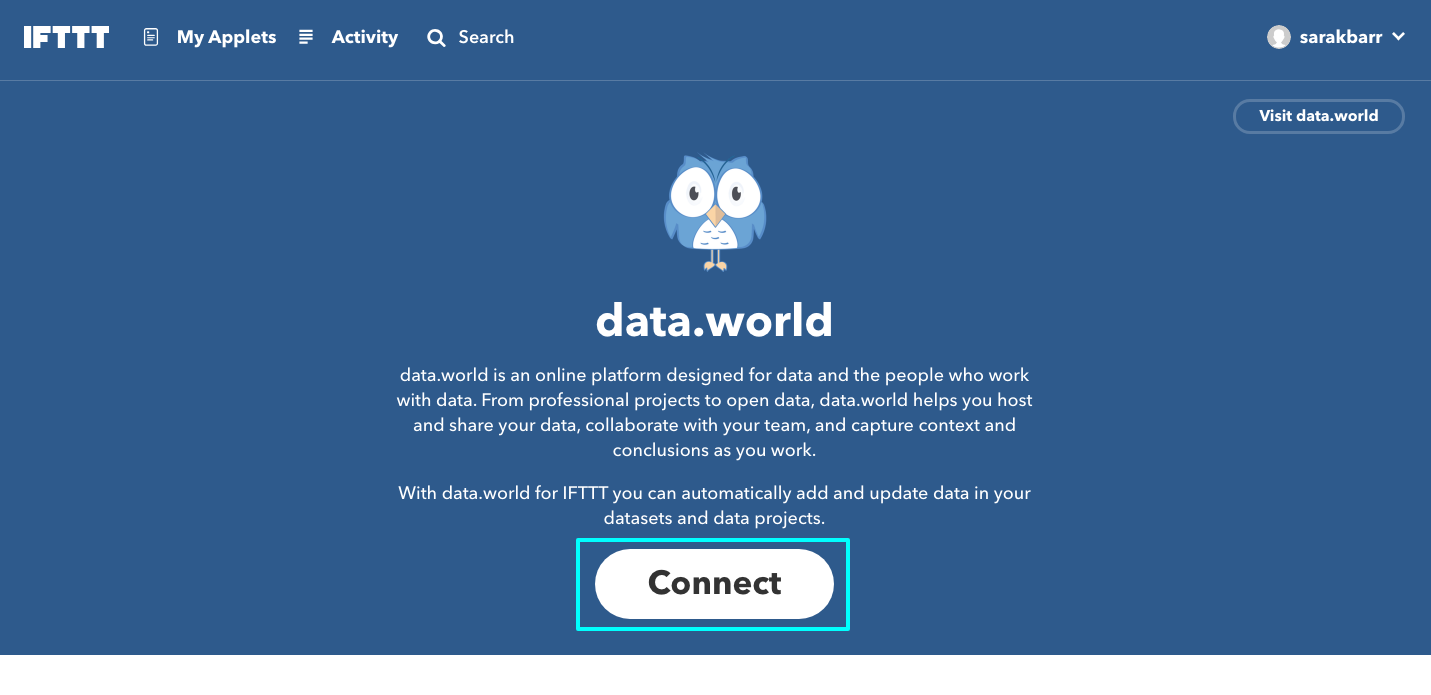 IFTTT My Applets Activity Search sarakbarr
Visit data.world
data.world
data.world is an online platform designed for data and the people who work
with data. From professional projects to open data, data.world helps you host
and share your data, collaborate with your team, and capture context and
conclusions as you work.
With data.world for IFTTT you can automatically add and update data in your
datasets and data projects.
Connect